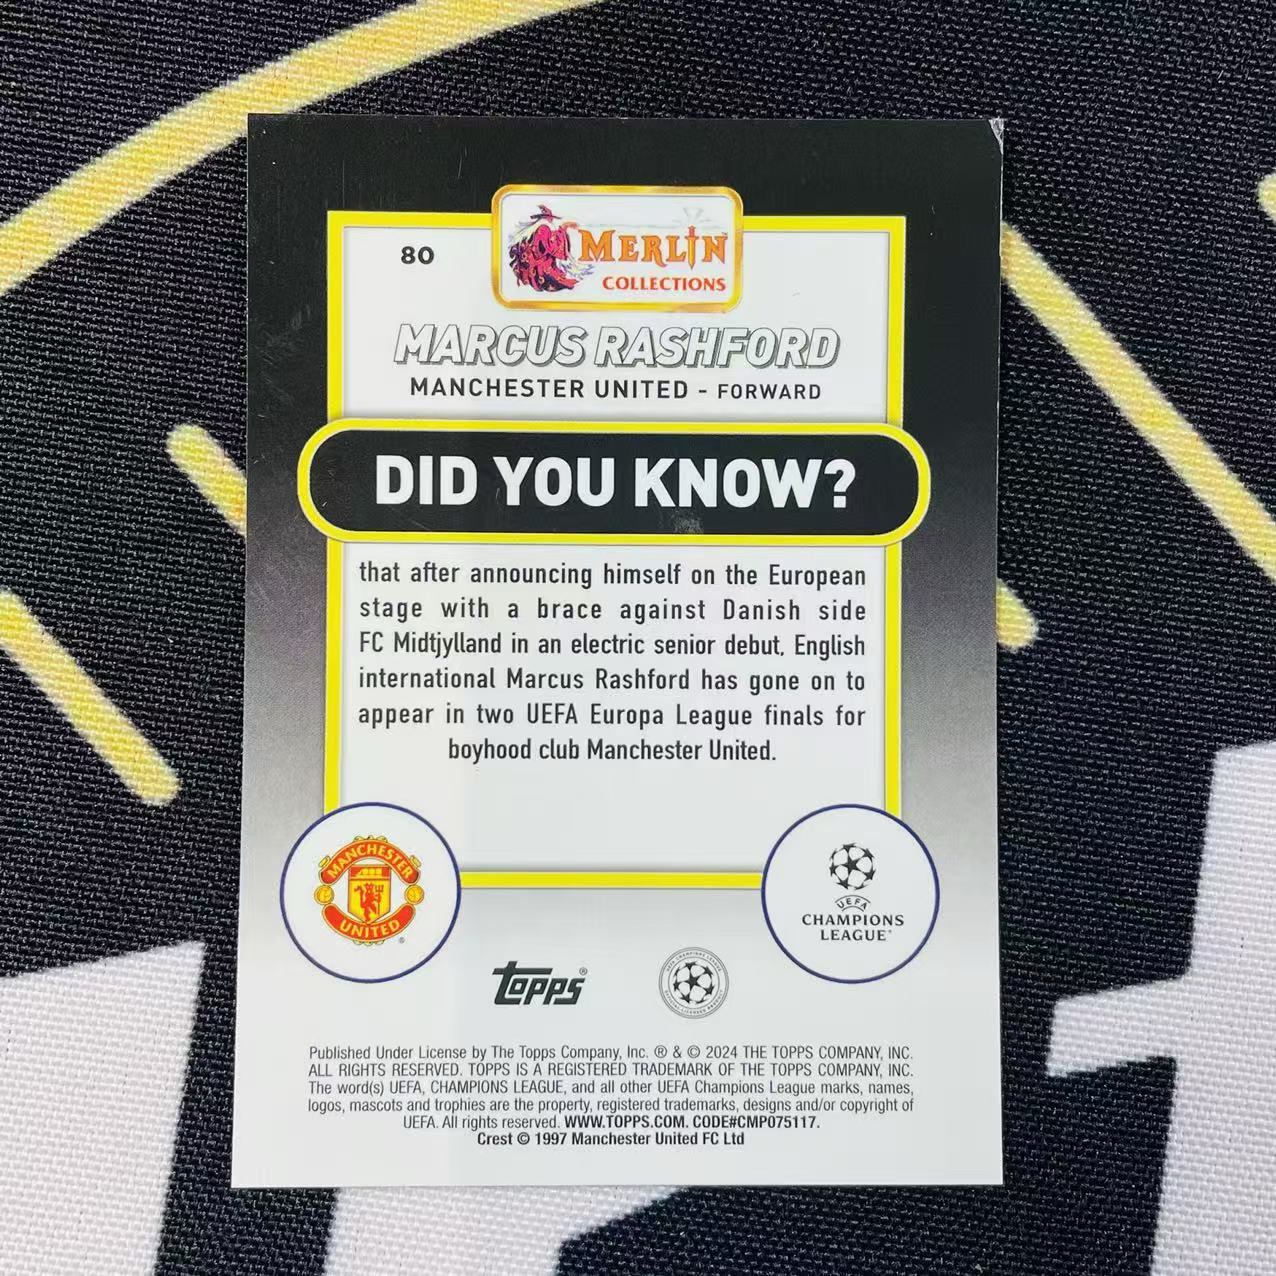 80
MERLIN
COLLECTIONS
MARCUS RASHFORD
MANCHESTER UNITED - FORWARD
DID YOU KNOW?
that after announcing himself on the European
stage with a brace against Danish side
FC Midtjylland in an electric senior debut, English
international Marcus Rashford has gone on to
appear in two UEFA Europa League finals for
boyhood club Manchester United.
MANCHESTER
UNITED
®
UEFA
CHAMPIONS
LEAGUE®
Topps®
Published Under License by The Topps Company, Inc. ® & © 2024 THE TOPPS COMPANY, INC.
ALL RIGHTS RESERVED. TOPPS IS A REGISTERED TRADEMARK OF THE TOPPS COMPANY, INC.
The word(s) UEFA, CHAMPIONS LEAGUE, and all other UEFA Champions League marks, names,
logos, mascots and trophies are the property, registered trademarks, designs and/or copyright of
UEFA. All rights reserved. WWW.TOPPS.COM. CODE#CMP075117.
Crest © 1997 Manchester United FC Ltd